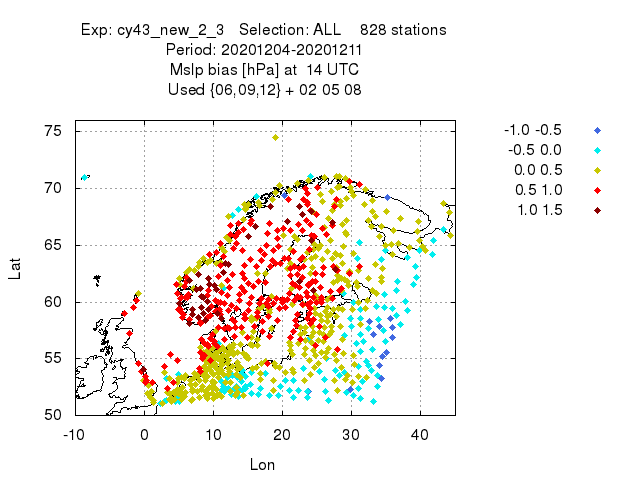 Exp: cy43_new_2_3 Selection: ALL 828 stations
Period: 20201204-20201211
Mslp bias [hPa] at 14 UTC
Used {06,09,12} + 02 05 08
-1.0 -0.5
-0.5 0.0
0.0 0.5
0.5 1.0
1.0 1.5
75
70
65
60
55
50
Lat
-10 0 10 20 30 40
Lon